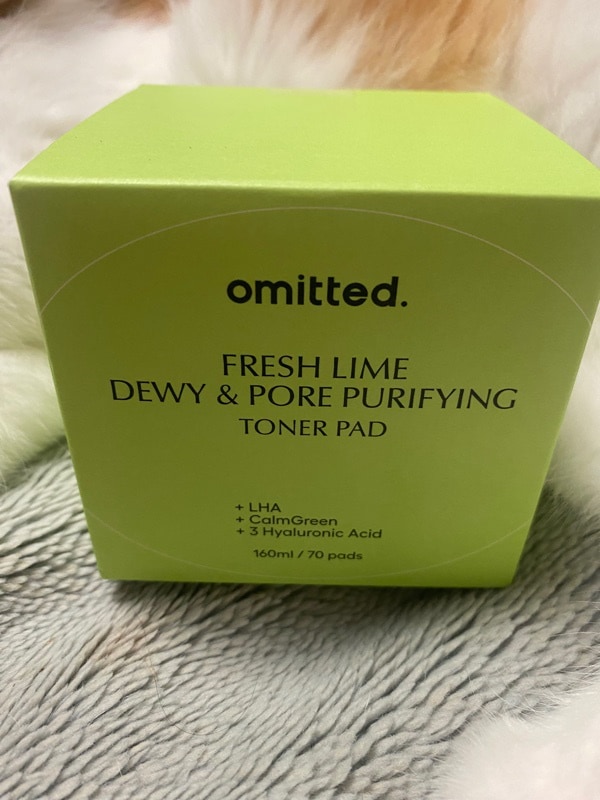 omitted.
FRESH LIME
DEWY & PORE PURIFYING
TONER PAD
+ LHA
+ CalmGreen
+ 3 Hyaluronic Acid
160ml / 70 pads